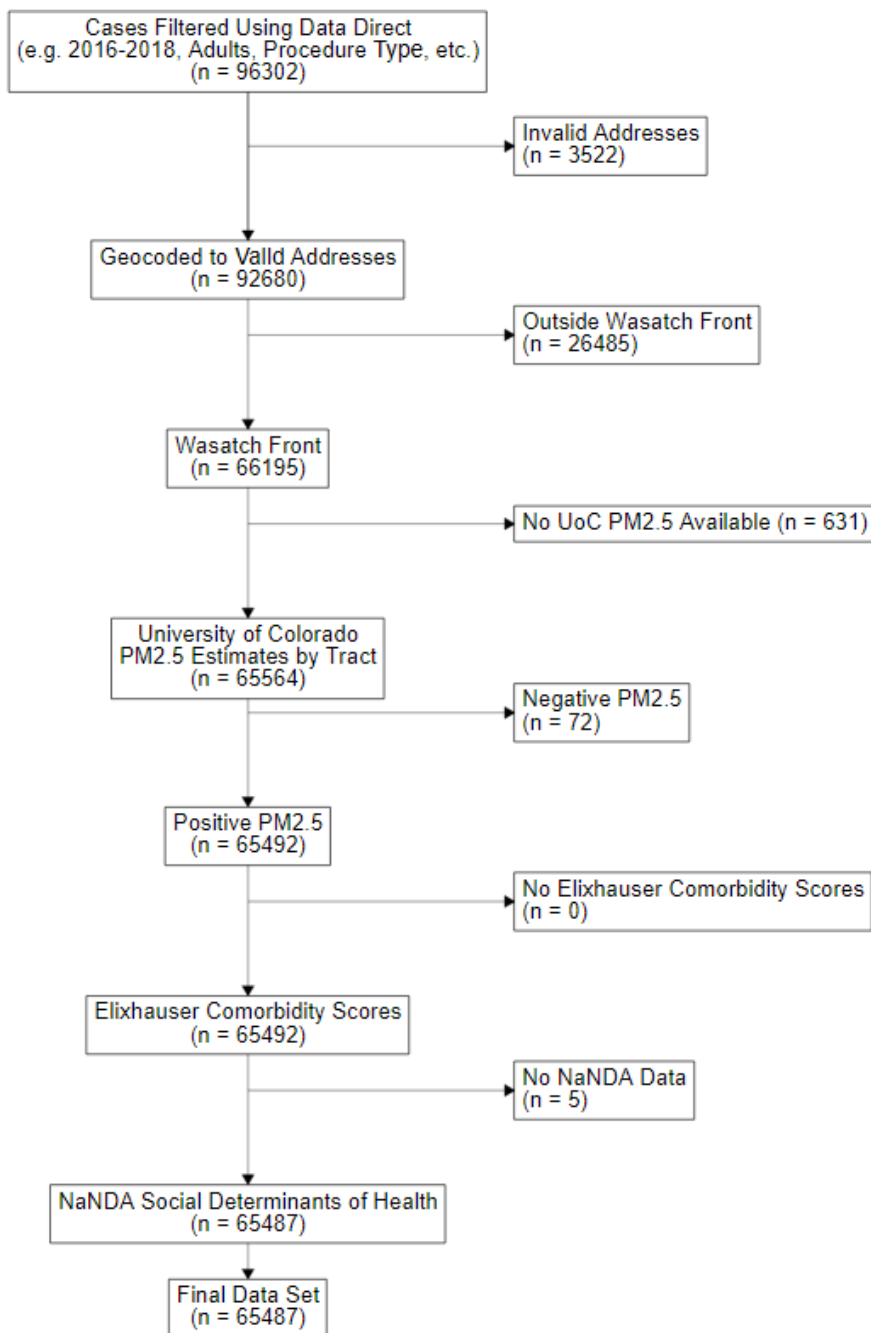 Cases Filtered Using Data Direct
(e.g. 2016-2018, Adults, Procedure Type, etc.)
(n = 96302)
Invalid Addresses
(n = 3522)
Geocoded to Valid Addresses
(n = 92680)
Outside Wasatch Front
(n = 26485)
Wasatch Front
(n = 66195)
No UoC PM2.5 Available (n = 631)
University of Colorado
PM2.5 Estimates by Tract
(n = 65564)
Negative PM2.5
(n = 72)
Positive PM2.5
(n = 65492)
No Elixhauser Comorbidity Scores
(n = 0)
Elixhauser Comorbidity Scores
(n = 65492)
No NaNDA Data
(n = 5)
NaNDA Social Determinants of Health
(n = 65487)
Final Data Set
(n = 65487)